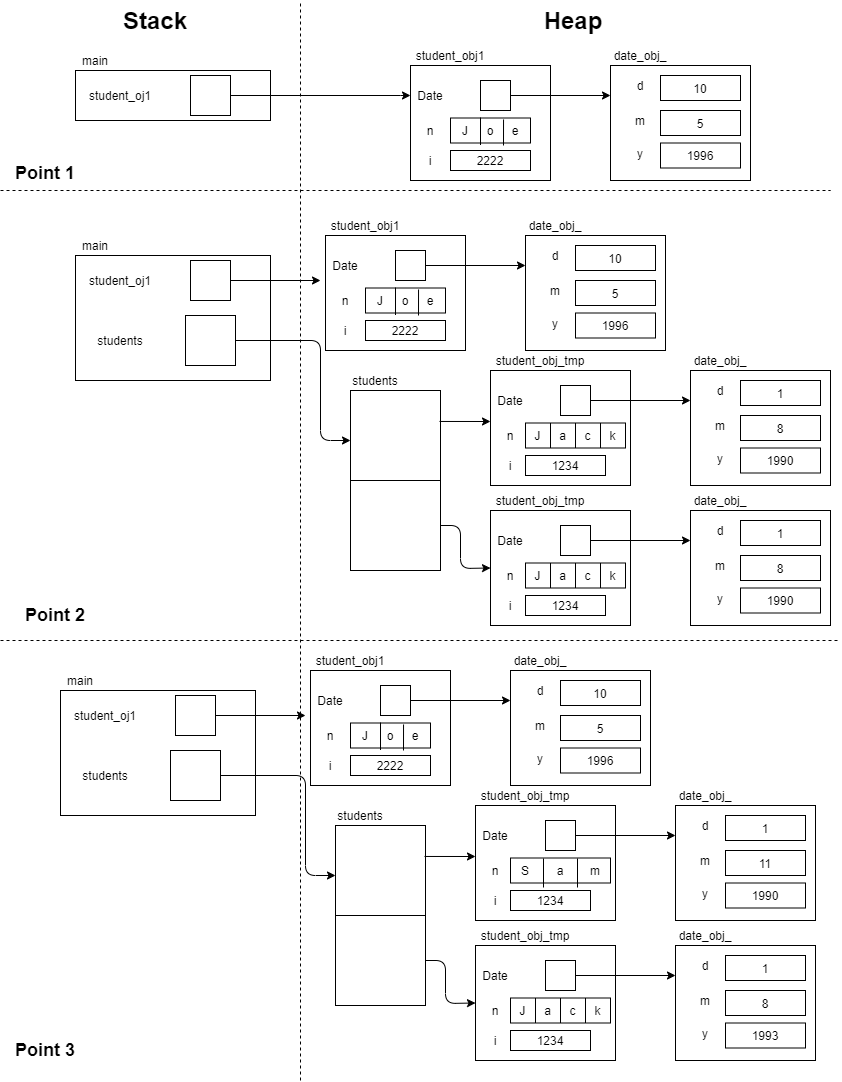 Stack
Heap
main
student_oj1
student_obj1
Date
n J o e
i 2222
date_obj_
d 10
m 5
y 1996
Point 1
main
student_oj1
students
student_obj1
Date
n J o e
i 2222
date_obj_
d 10
m 5
y 1996
students
student_obj_tmp
Date
n J a c k
i 1234
date_obj_
d 1
m 8
y 1990
student_obj_tmp
Date
n J a c k
i 1234
date_obj_
d 1
m 8
y 1990
Point 2
main
student_oj1
students
student_obj1
Date
n J o e
i 2222
date_obj_
d 10
m 5
y 1996
students
student_obj_tmp
Date
n S a m
i 1234
date_obj_
d 1
m 11
y 1990
student_obj_tmp
Date
n J a c k
i 1234
date_obj_
d 1
m 8
y 1993
Point 3